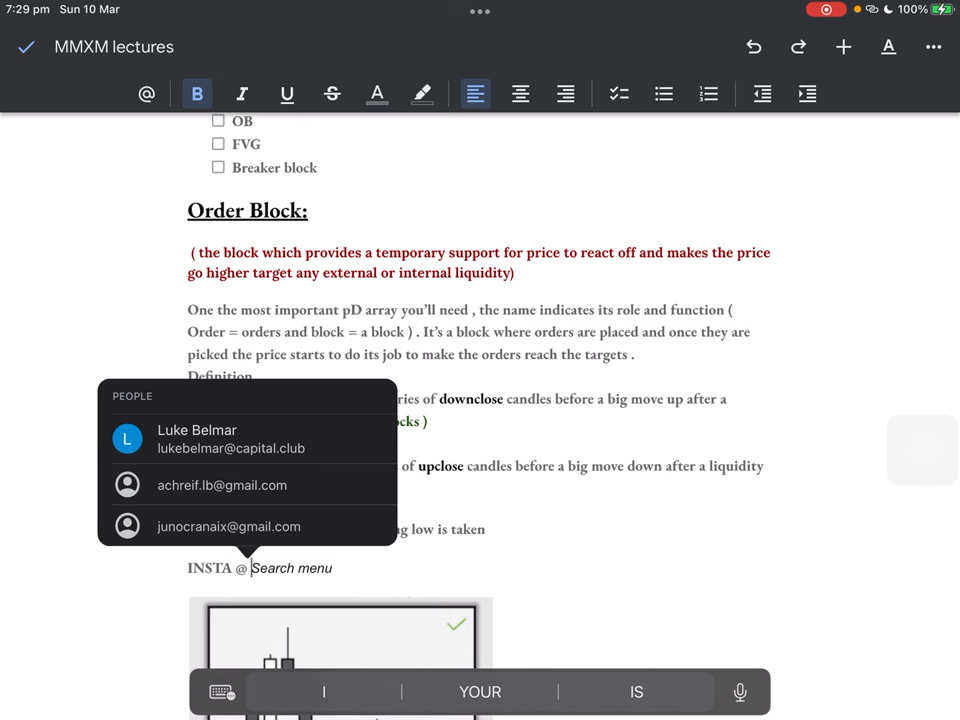 7:29 pm Sun 10 Mar 100%
MMXM lectures
@ B I U S A
OB
FVG
Breaker block
Order Block:
( the block which provides a temporary support for price to react off and makes the price
go higher target any external or internal liquidity)
One the most important pD array you’ll need , the name indicates its role and function (
Order = orders and block = a block ) . It’s a block where orders are placed and once they are
picked the price starts to do its job to make the orders reach the targets .
Definition
PEOPLE
of downclose candles before a big move up after a
L Luke Belmar
lukebelmar@capital.club
)
of upclose candles before a big move down after a liquidity
achreif.lb@gmail.com
junocranaix@gmail.com
low is taken
INSTA @ Search menu
I YOUR IS